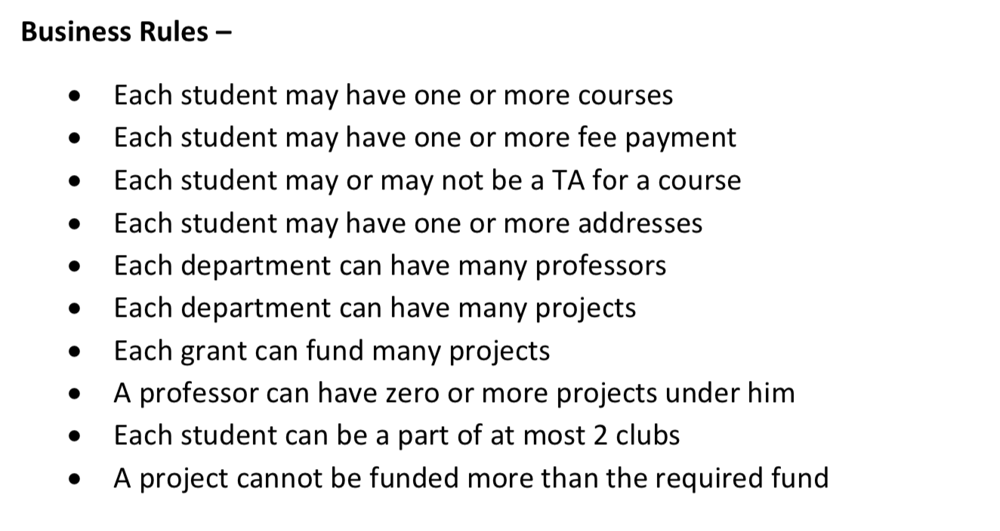 Business Rules –
• Each student may have one or more courses
• Each student may have one or more fee payment
• Each student may or may not be a TA for a course
• Each student may have one or more addresses
• Each department can have many professors
• Each department can have many projects
• Each grant can fund many projects
• A professor can have zero or more projects under him
• Each student can be a part of at most 2 clubs
• A project cannot be funded more than the required fund